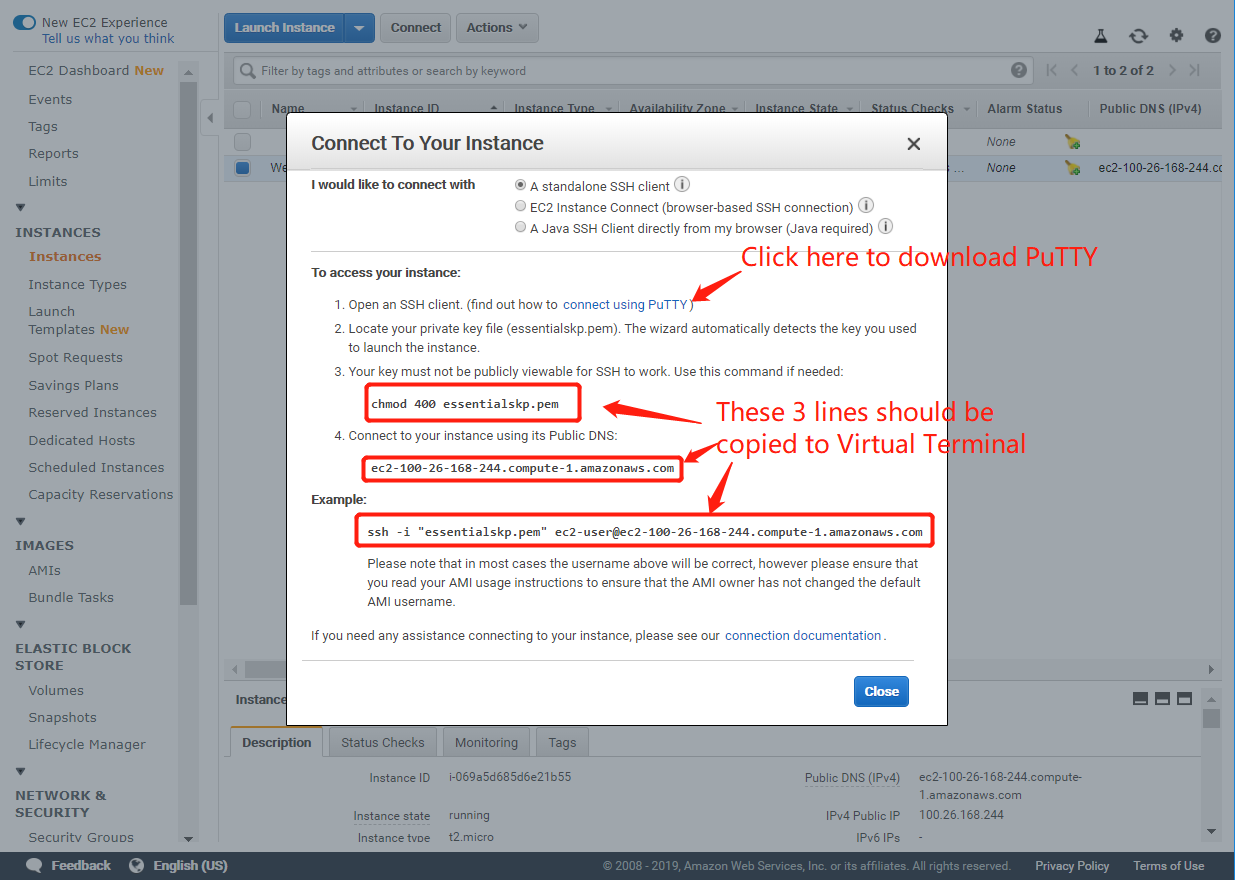 New EC2 Experience
Tell us what you think
EC2 Dashboard New
Events
Tags
Reports
Limits
INSTANCES
Instances
Instance Types
Launch
Templates New
Spot Requests
Savings Plans
Reserved Instances
Dedicated Hosts
Scheduled Instances
Capacity Reservations
IMAGES
AMIs
Bundle Tasks
ELASTIC BLOCK
STORE
Volumes
Snapshots
Lifecycle Manager
NETWORK &
SECURITY
Security Groups
Launch Instance
Connect
Actions
Filter by tags and attributes or search by keyword
1 to 2 of 2
Name
Instance ID
Instance Type
Availability Zone
Instance State
Status Checks
Alarm Status
Public DNS (IPv4)
None
We
s ...
None
ec2-100-26-168-244.co
Connect To Your Instance
I would like to connect with
A standalone SSH client
EC2 Instance Connect (browser-based SSH connection)
A Java SSH Client directly from my browser (Java required)
Click here to download PuTTY
To access your instance:
1. Open an SSH client. (find out how to connect using PuTTY)
2. Locate your private key file (essentialskp.pem). The wizard automatically detects the key you used
to launch the instance.
3. Your key must not be publicly viewable for SSH to work. Use this command if needed:
chmod 400 essentialskp.pem
These 3 lines should be
copied to Virtual Terminal
4. Connect to your instance using its Public DNS:
ec2-100-26-168-244.compute-1.amazonaws.com
Example:
ssh -i "essentialskp.pem" ec2-user@ec2-100-26-168-244.compute-1.amazonaws.com
Please note that in most cases the username above will be correct, however please ensure that
you read your AMI usage instructions to ensure that the AMI owner has not changed the default
AMI username.
If you need any assistance connecting to your instance, please see our connection documentation .
Close
Instance
Description
Status Checks
Monitoring
Tags
Instance ID
i-069a5d685d6e21b55
Public DNS (IPv4)
ec2-100-26-168-244.compute-
1.amazonaws.com
Instance state
running
IPv4 Public IP
100.26.168.244
Instance type
t2.micro
IPv6 IPs
-
Feedback
English (US)
© 2008 - 2019, Amazon Web Services, Inc. or its affiliates. All rights reserved.
Privacy Policy
Terms of Use